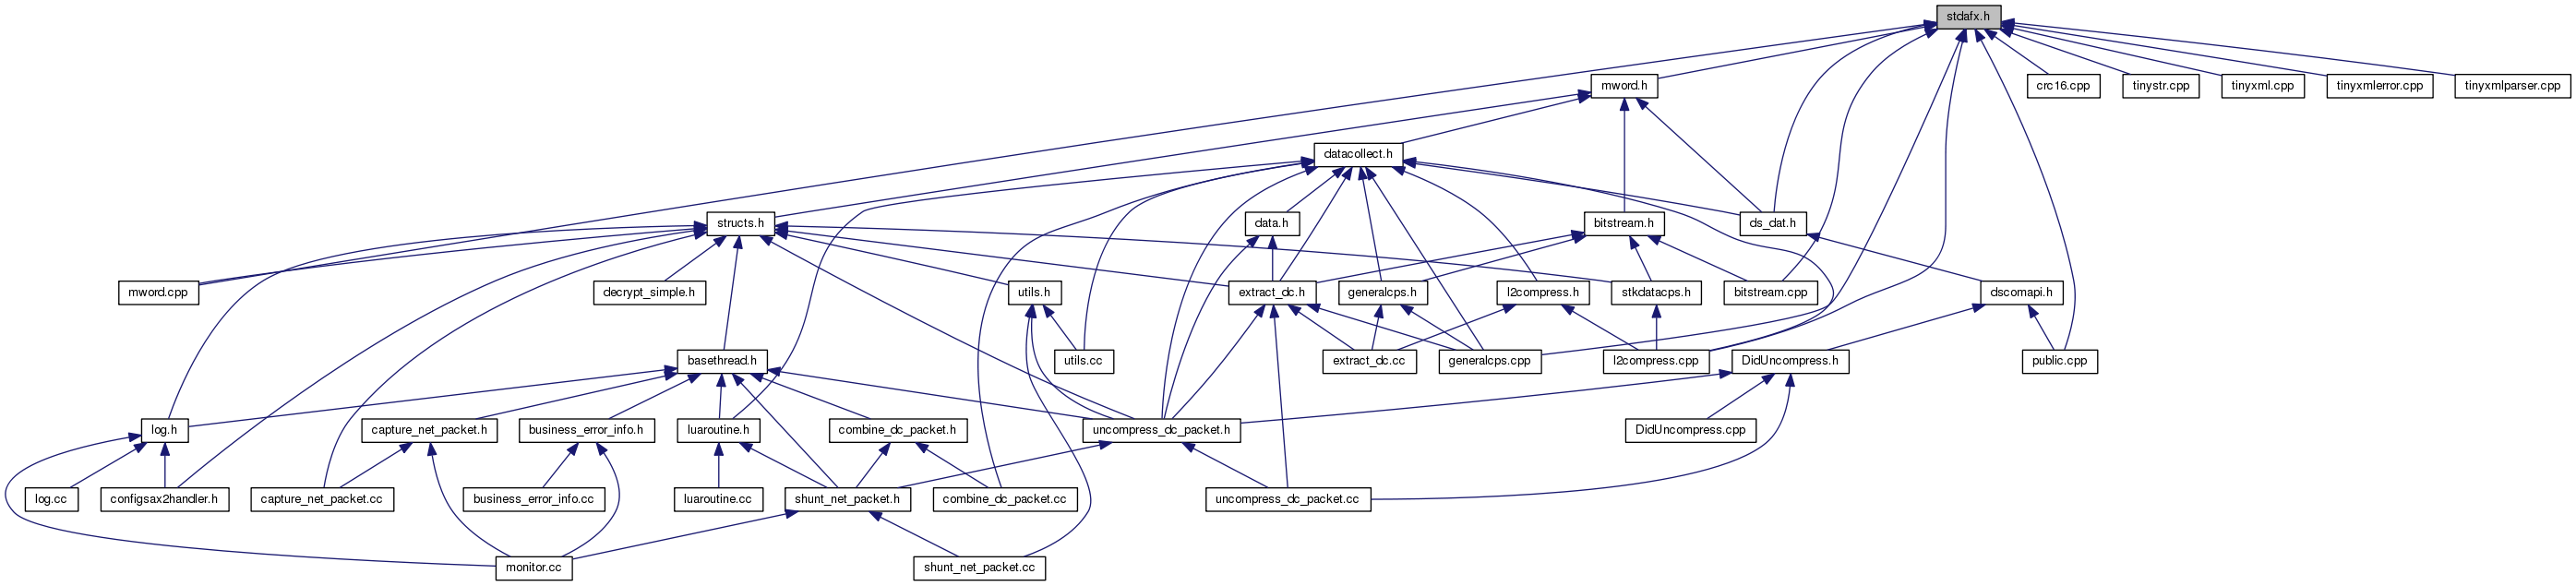 stdafx.h
mword.h
crc16.cpp
tinystr.cpp
tinyxml.cpp
tinyxmlerror.cpp
tinyxmlparser.cpp
datacollect.h
structs.h
data.h
bitstream.h
ds_dat.h
mword.cpp
decrypt_simple.h
utils.h
extract_dc.h
generalcps.h
l2compress.h
stkdatacps.h
bitstream.cpp
dscomapi.h
basethread.h
utils.cc
extract_dc.cc
generalcps.cpp
l2compress.cpp
DidUncompress.h
public.cpp
log.h
capture_net_packet.h
business_error_info.h
luaroutine.h
combine_dc_packet.h
uncompress_dc_packet.h
DidUncompress.cpp
log.cc
configsax2handler.h
capture_net_packet.cc
business_error_info.cc
luaroutine.cc
shunt_net_packet.h
combine_dc_packet.cc
uncompress_dc_packet.cc
monitor.cc
shunt_net_packet.cc